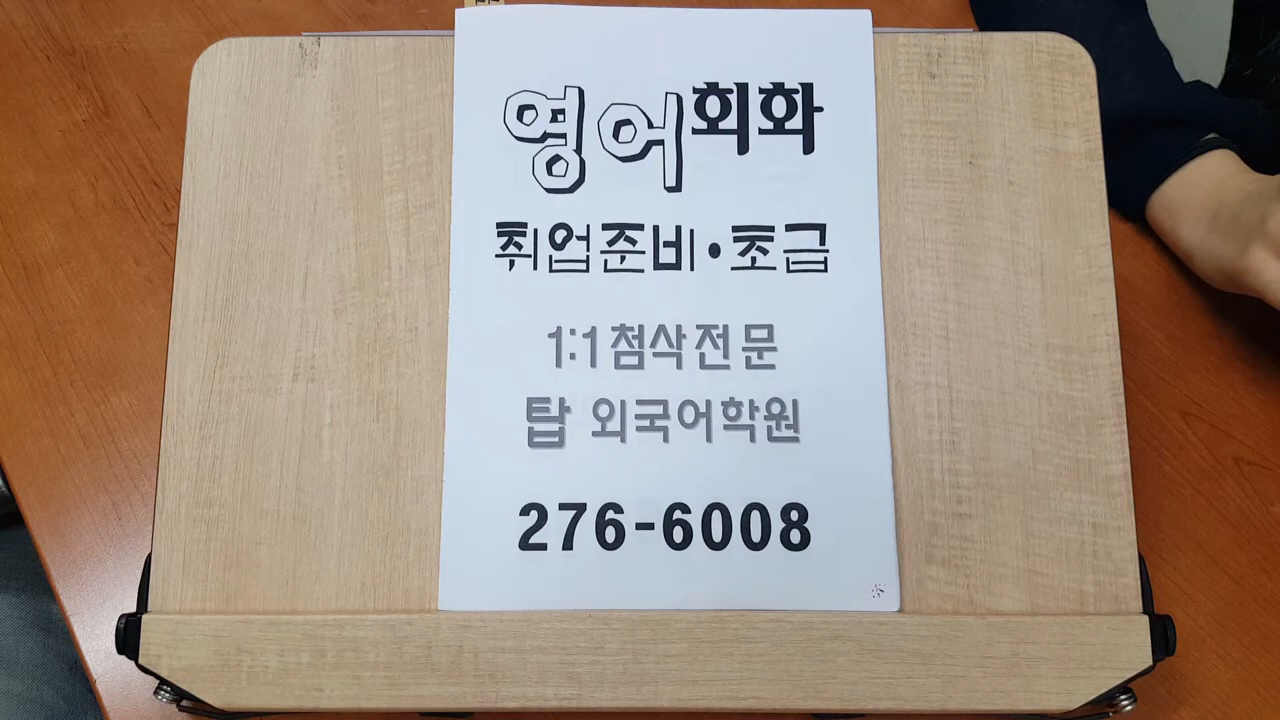 영어회화
취업준비·초급
1:1 첨삭전문
탑 외국어학원
276-6008